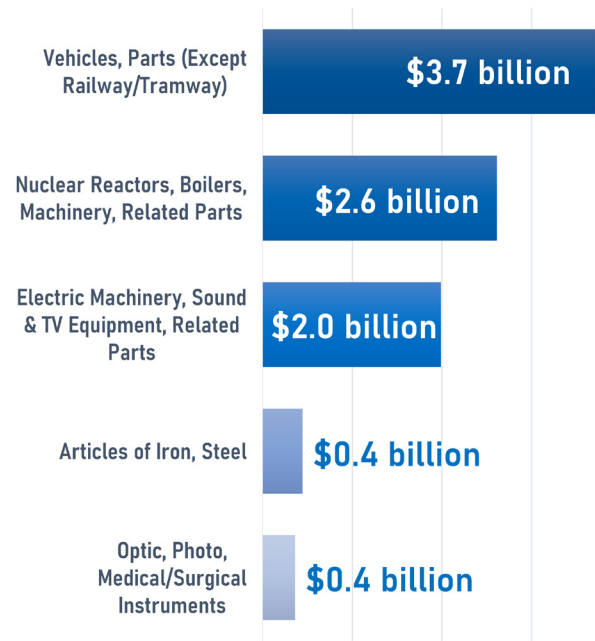 Vehicles, Parts (Except
Railway/Tramway)
$3.7 billion
Nuclear Reactors, Boilers,
Machinery, Related Parts
$2.6 billion
Electric Machinery, Sound
& TV Equipment, Related
Parts
$2.0 billion
Articles of Iron, Steel
$0.4 billion
Optic, Photo,
Medical/Surgical
Instruments
$0.4 billion